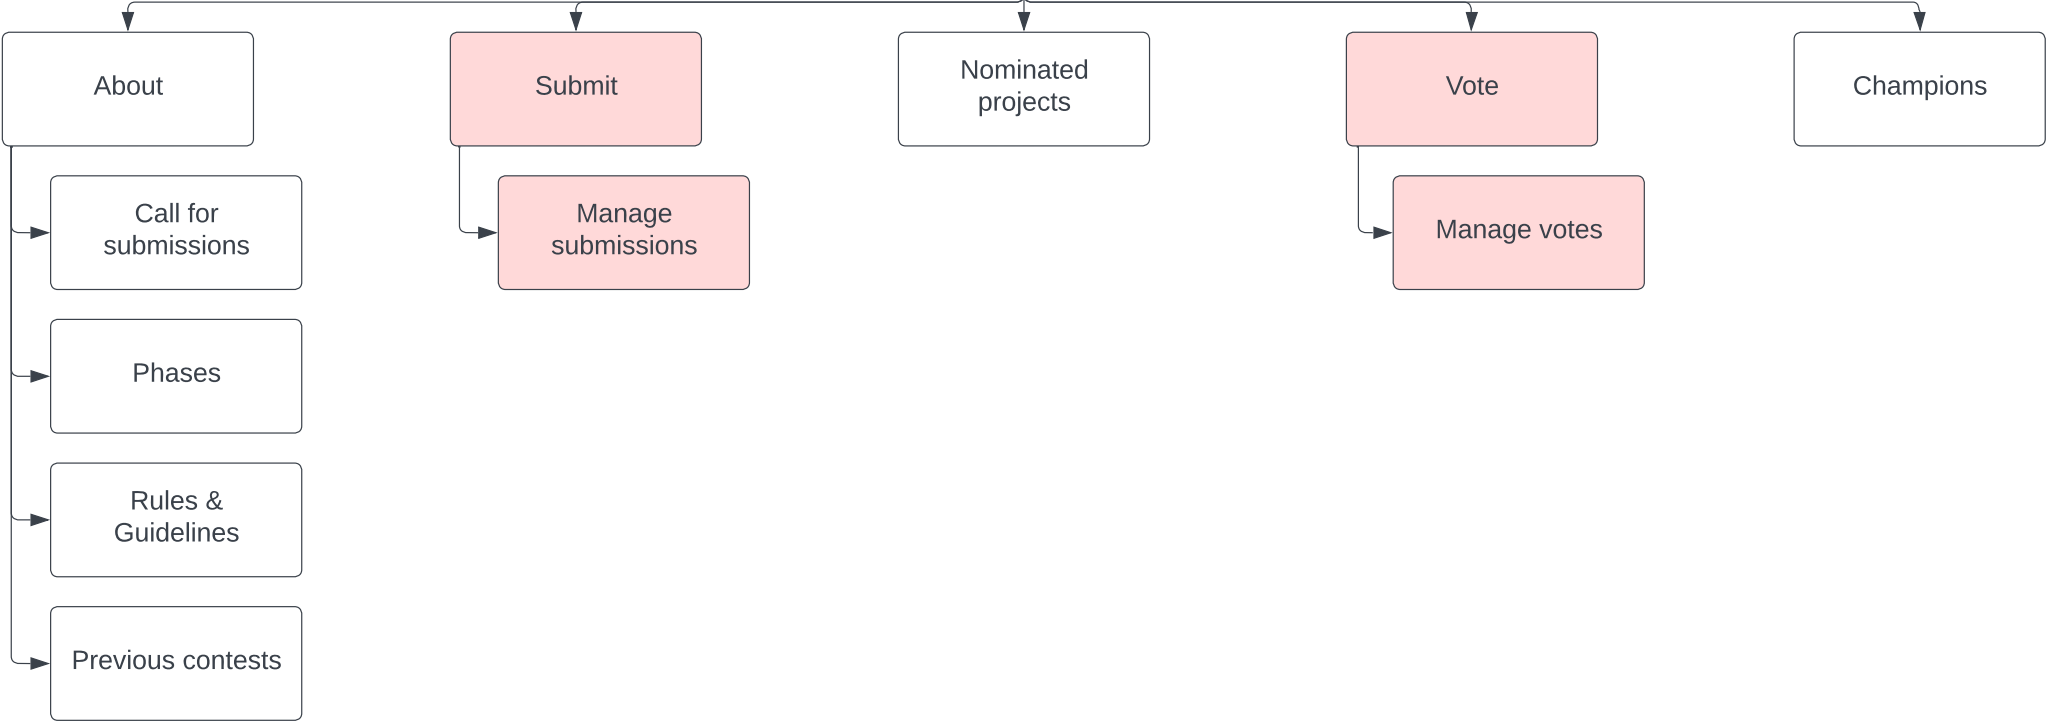 About
Submit
Nominated
projects
Vote
Champions
Call for
submissions
Manage
submissions
Manage votes
Phases
Rules &
Guidelines
Previous contests